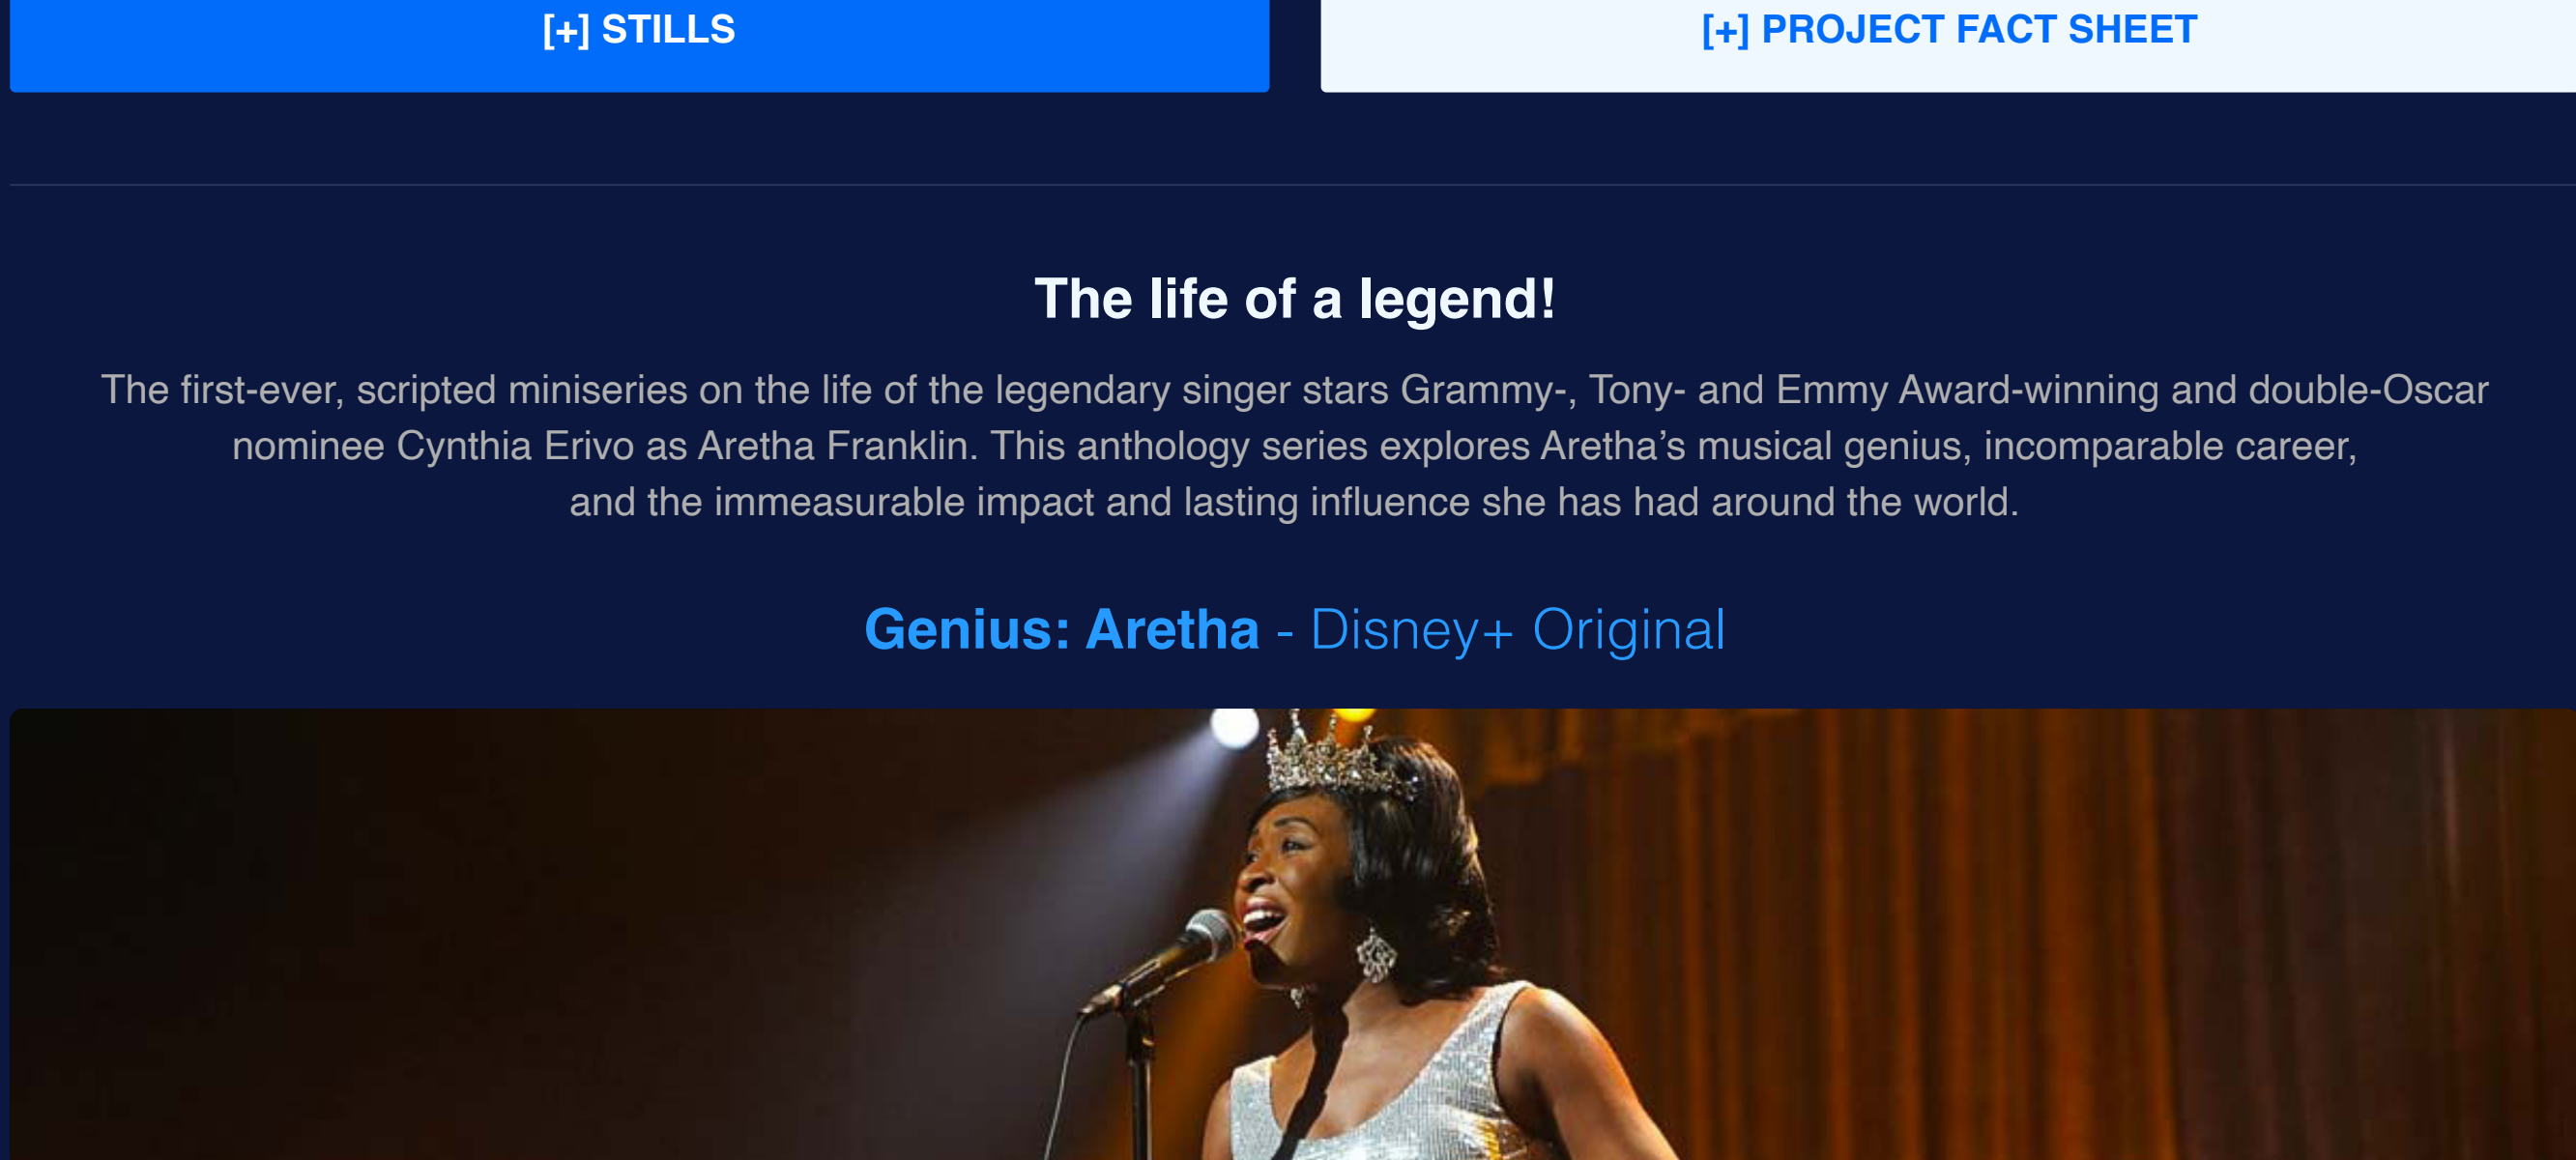 [+] STILLS
[+] PROJECT FACT SHEET
The life of a legend!
The first-ever, scripted miniseries on the life of the legendary singer stars Grammy-, Tony- and Emmy Award-winning and double-Oscar
nominee Cynthia Erivo as Aretha Franklin. This anthology series explores Aretha’s musical genius, incomparable career,
and the immeasurable impact and lasting influence she has had around the world.
Genius: Aretha - Disney+ Original